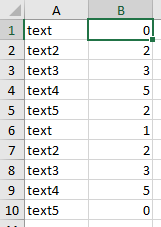 A B
1 text 0
2 text2 2
3 text3 3
4 text4 5
5 text5 2
6 text 1
7 text2 2
8 text3 3
9 text4 5
10 text5 0